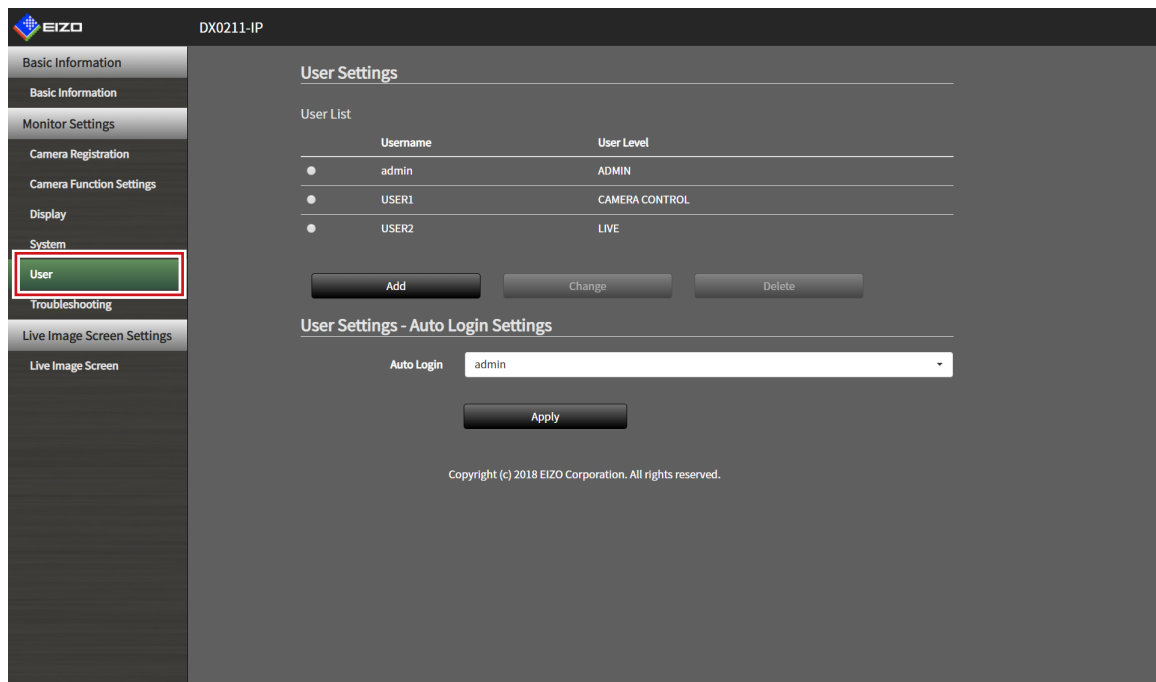 EIZO DX0211-IP
Basic Information
Basic Information
Monitor Settings
Camera Registration
Camera Function Settings
Display
System
User
Troubleshooting
Live Image Screen Settings
Live Image Screen
User Settings
User List
Username User Level
admin ADMIN
USER1 CAMERA CONTROL
USER2 LIVE
Add Change Delete
User Settings - Auto Login Settings
Auto Login admin
Apply
Copyright (c) 2018 EIZO Corporation. All rights reserved.